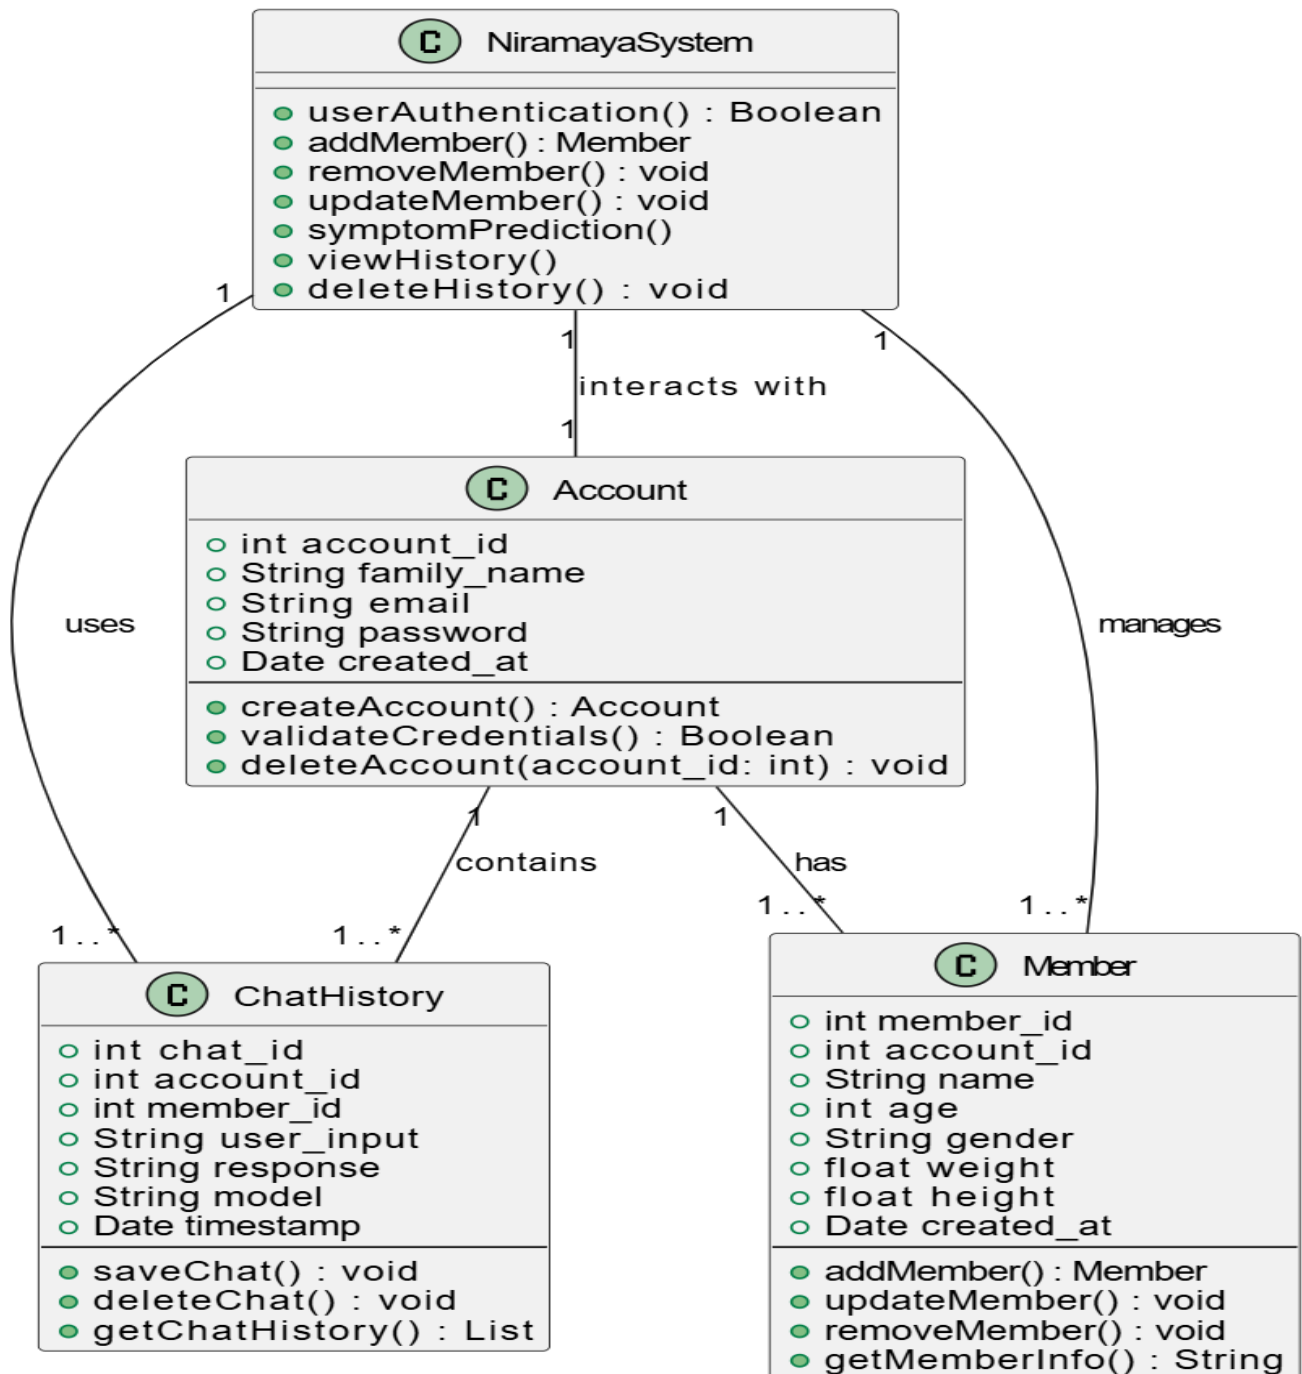 C NiramayaSystem
userAuthentication() : Boolean
addMember() : Member
removeMember() : void
updateMember() : void
symptomPrediction()
viewHistory()
deleteHistory() : void
1
1
1
interacts with
1
C Account
int account_id
String family_name
String email
String password
Date created_at
createAccount() : Account
validateCredentials() : Boolean
deleteAccount(account_id: int) : void
uses
manages
1
1
contains
has
1..*
1..*
1..*
1..*
C ChatHistory
int chat_id
int account_id
int member_id
String user_input
String response
String model
Date timestamp
saveChat() : void
deleteChat() : void
getChatHistory() : List
C Member
int member_id
int account_id
String name
int age
String gender
float weight
float height
Date created_at
addMember() : Member
updateMember() : void
removeMember() : void
getMemberInfo() : String